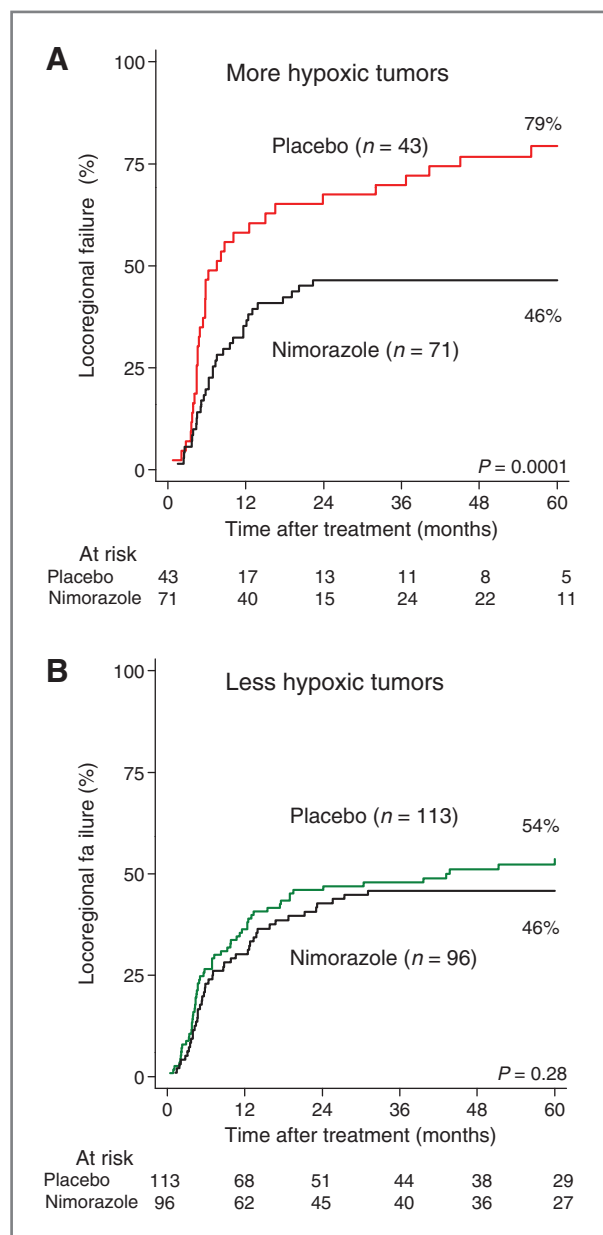 A
More hypoxic tumors
100
75
50
25
0
Locoregional failure (%)
Placebo (n = 43)
79%
Nimorazole (n = 71)
46%
P = 0.0001
0 12 24 36 48 60
Time after treatment (months)
At risk
Placebo 43 17 13 11 8 5
Nimorazole 71 40 15 24 22 11
B
Less hypoxic tumors
100
75
50
25
0
Locoregional fa ilure (%)
Placebo (n = 113)
54%
Nimorazole (n = 96)
46%
P = 0.28
0 12 24 36 48 60
Time after treatment (months)
At risk
Placebo 113 68 51 44 38 29
Nimorazole 96 62 45 40 36 27